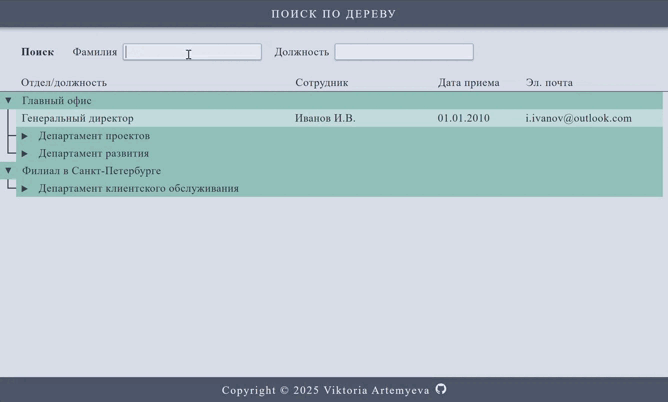 ПОИСК ПО ДЕРЕВУ
Поиск Фамилия Должность
Отдел/должность Сотрудник Дата приема Эл. почта
Главный офис
Генеральный директор Иванов И.В. 01.01.2010 i.ivanov@outlook.com
Департамент проектов
Департамент развития
Филиал в Санкт-Петербурге
Департамент клиентского обслуживания
Copyright © 2025 Viktoria Artemyeva